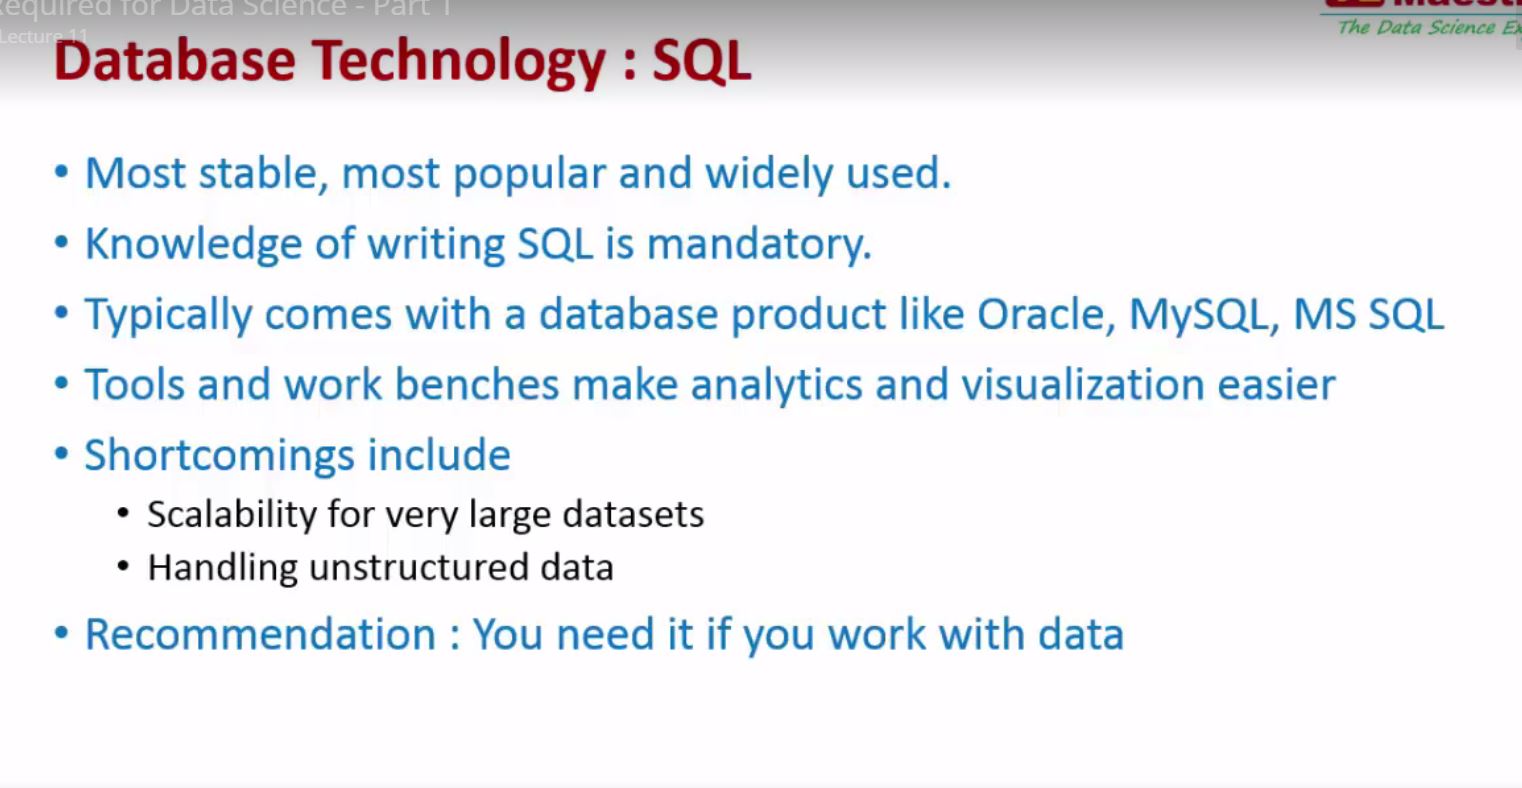 Required for Data Science - Part 1
Lecture 11
The Data Science
Database Technology : SQL
• Most stable, most popular and widely used.
• Knowledge of writing SQL is mandatory.
• Typically comes with a database product like Oracle, MySQL, MS SQL
• Tools and work benches make analytics and visualization easier
• Shortcomings include
• Scalability for very large datasets
• Handling unstructured data
• Recommendation : You need it if you work with data